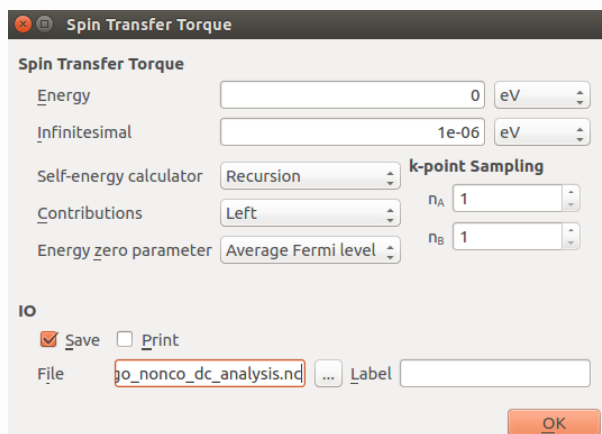 Spin Transfer Torque
Spin Transfer Torque
Energy 0 eV
Infinitesimal 1e-06 eV
Self-energy calculator Recursion
k-point Sampling
Contributions Left
nA 1
Energy zero parameter Average Fermi level
nB 1
IO
Save Print
File go_nonco_dc_analysis.nc ... Label
OK